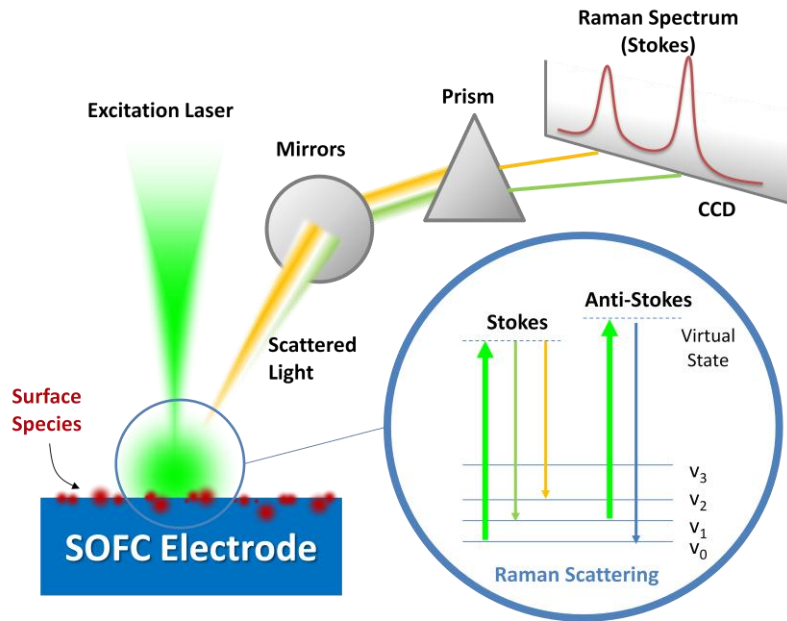 Raman Spectrum
(Stokes)
Prism
Excitation Laser
Mirrors
CCD
Anti-Stokes
Stokes
Virtual
State
Scattered
Light
Surface
Species
v3
v2
v1
v0
SOFC Electrode
Raman Scattering